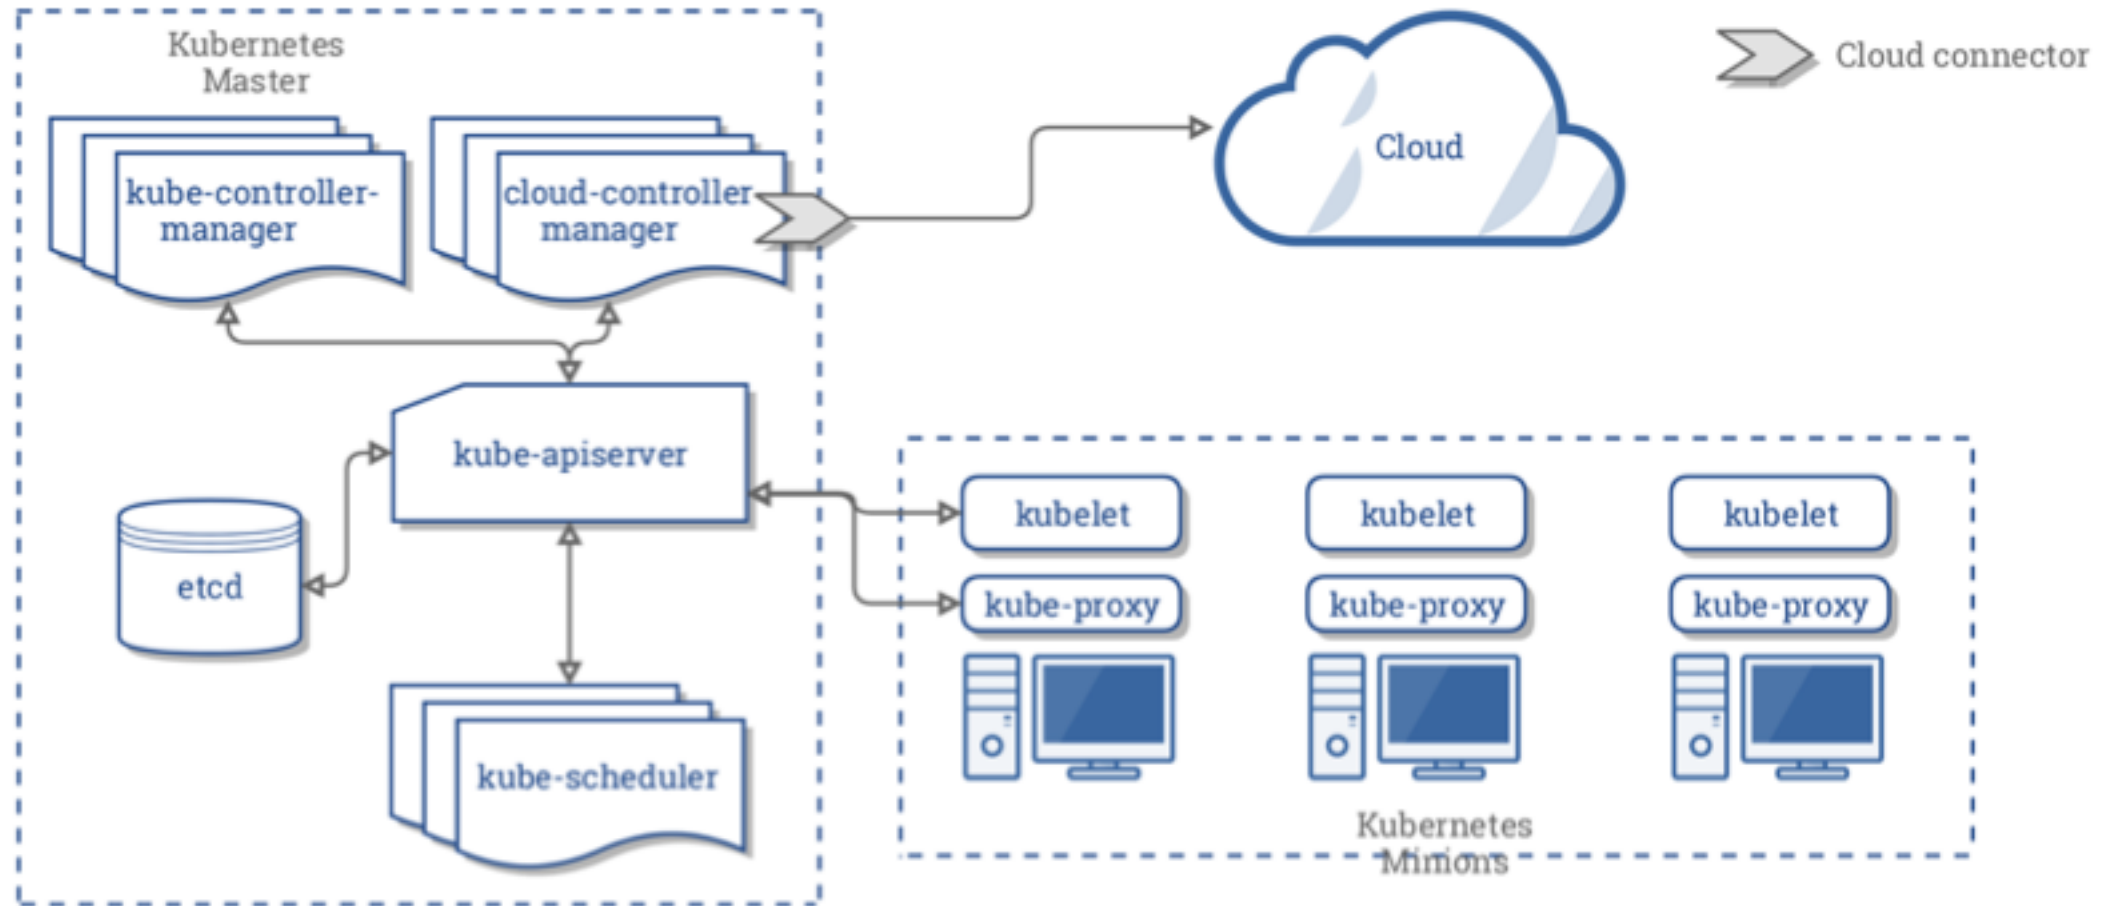 Kubernetes
Master
kube-controller-
manager
cloud-controller
manager
Cloud
Cloud connector
kube-apiserver
etcd
kube-scheduler
kubelet
kubelet
kubelet
kube-proxy
kube-proxy
kube-proxy
Kubernetes
Minions